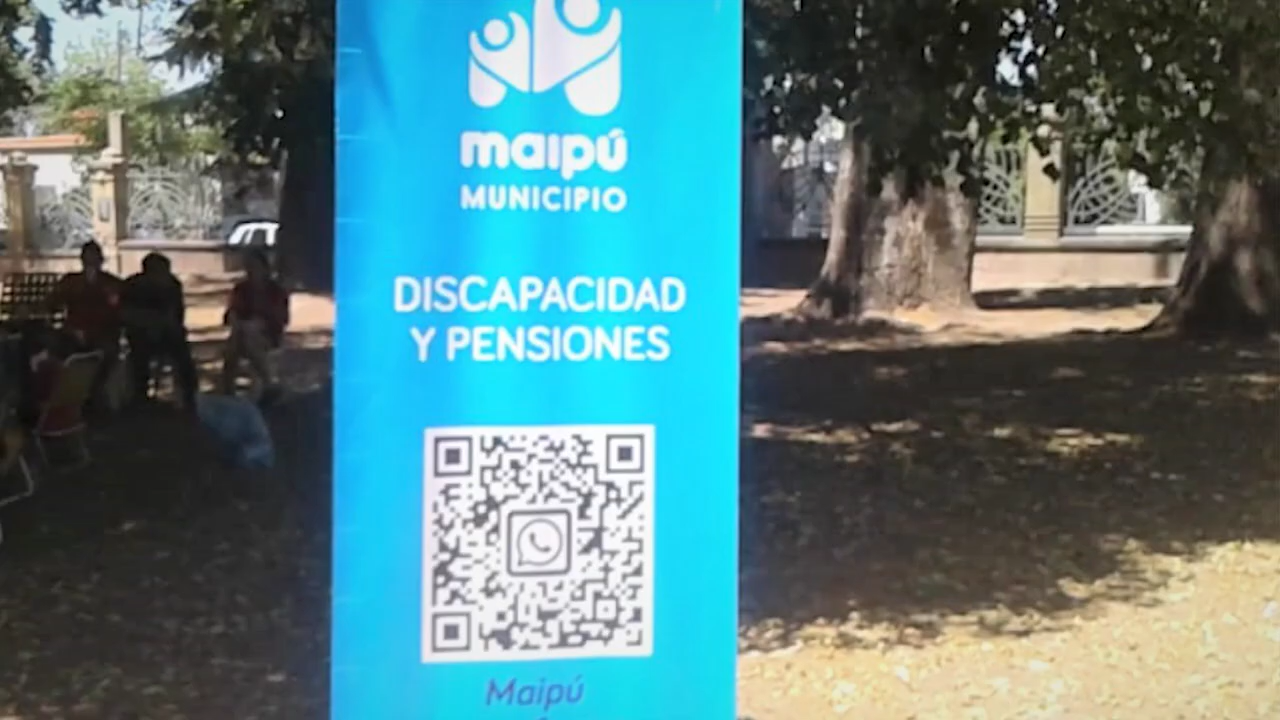 maipú
MUNICIPIO
DISCAPACIDAD
Y PENSIONES
Maipú